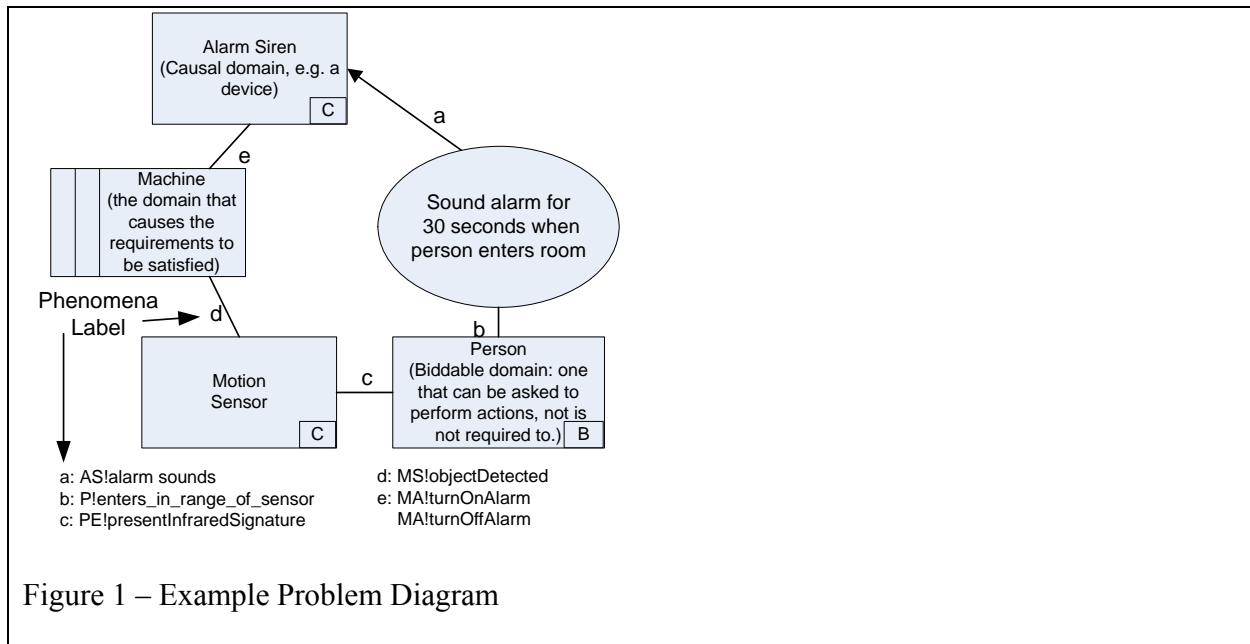 Alarm Siren
(Causal domain, e.g. a
device)
C
a
e
Machine
(the domain that
causes the
requirements to
be satisfied)
Sound alarm for
30 seconds when
person enters room
Phenomena
Label
d
b
Motion
Sensor
C
c
Person
(Biddable domain: one
that can be asked to
perform actions, not is
not required to.)
B
a: AS!alarm sounds
b: P!enters_in_range_of_sensor
c: PE!presentInfraredSignature
d: MS!objectDetected
e: MA!turnOnAlarm
MA!turnOffAlarm
Figure 1 – Example Problem Diagram